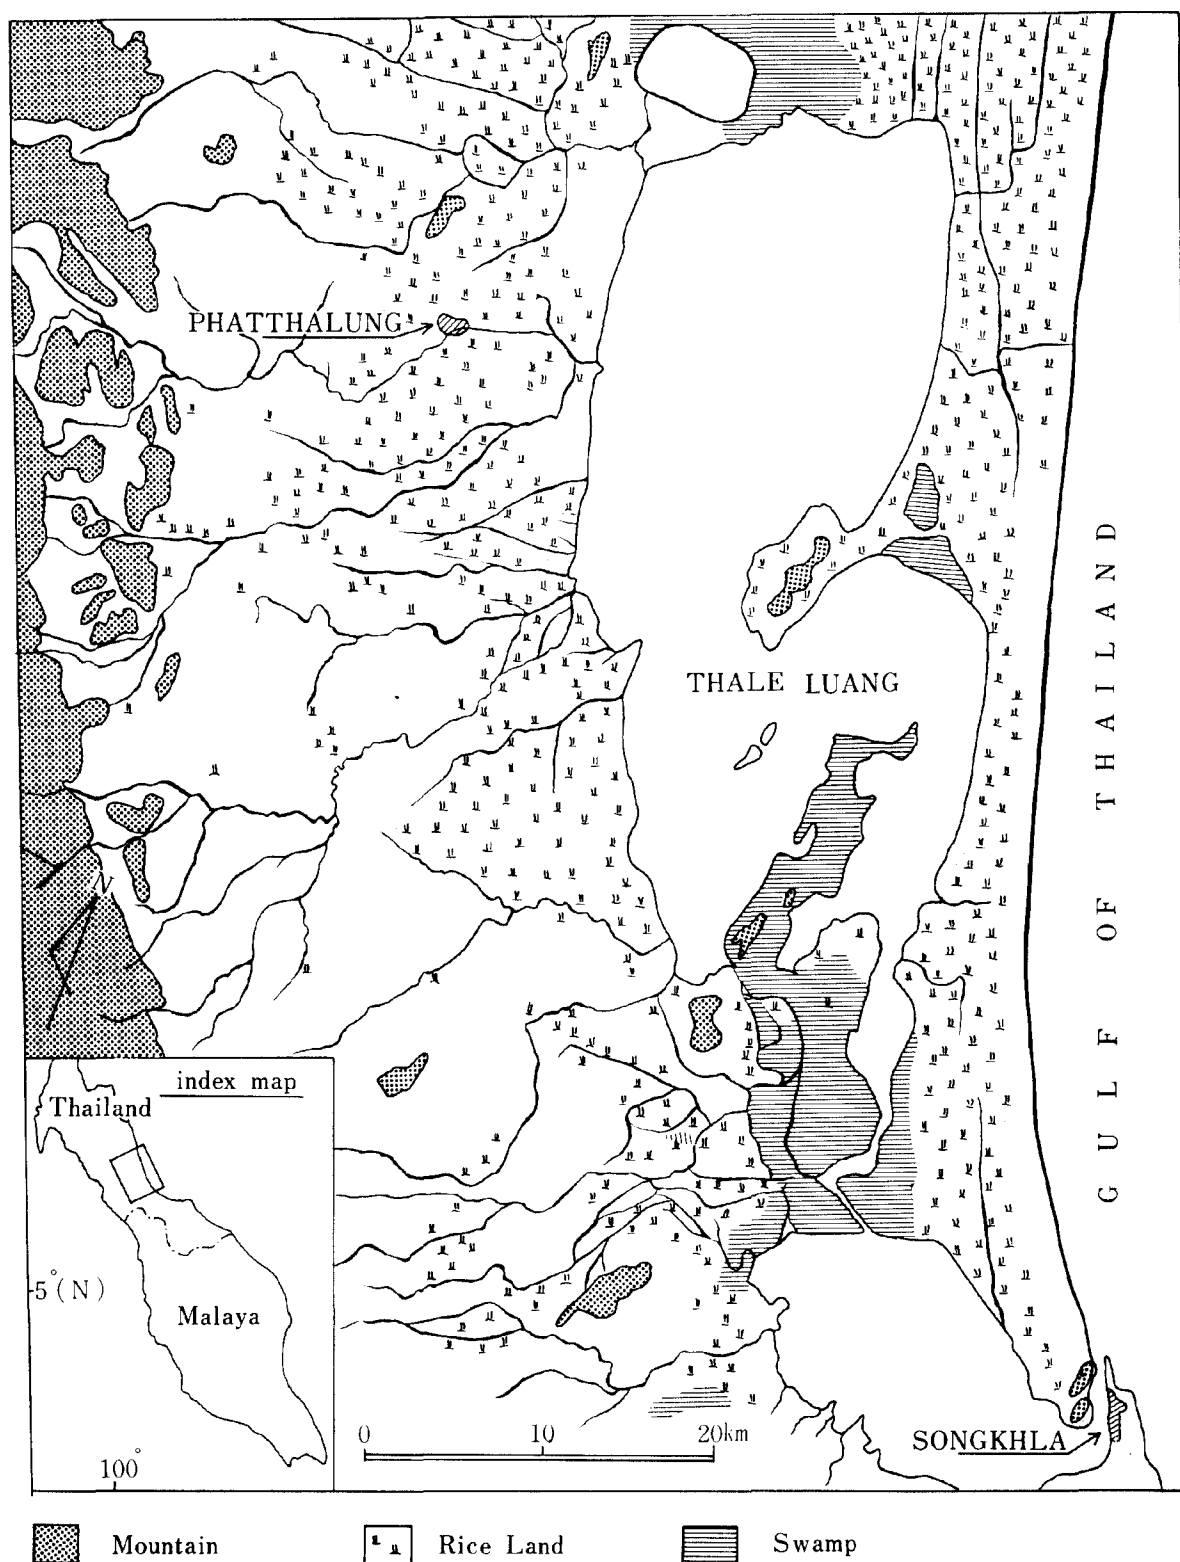 PHATTHALUNG
THALE LUANG
GULF OF THAILAND
N
index map
Thailand
5°(N)
Malaya
100°
0 10 20km
SONGKHLA
Mountain
Rice Land
Swamp